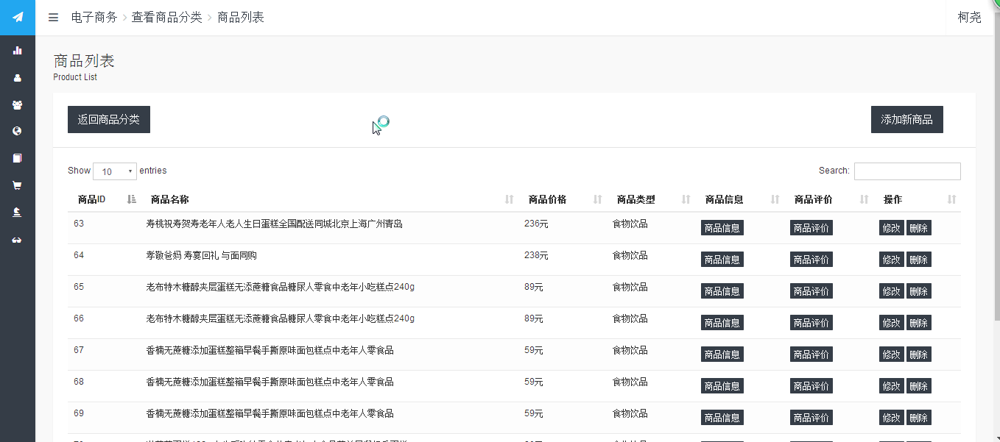 电子商务 > 查看商品分类 > 商品列表 柯尧
商品列表
Product List
返回商品分类 添加新商品
Show 10 entries Search:
商品ID 商品名称 商品价格 商品类型 商品信息 商品评价 操作
63 寿桃祝寿贺寿老年人老人生日蛋糕全国配送同城北京上海广州青岛 236元 食物饮品 商品信息 商品评价 修改 删除
64 孝敬爸妈 寿宴回礼 与面同购 238元 食物饮品 商品信息 商品评价 修改 删除
65 老布特木糖醇夹层蛋糕无添蔗糖食品糖尿人零食中老年小吃糕点240g 89元 食物饮品 商品信息 商品评价 修改 删除
66 老布特木糖醇夹层蛋糕无添蔗糖食品糖尿人零食中老年小吃糕点240g 89元 食物饮品 商品信息 商品评价 修改 删除
67 香楠无蔗糖添加蛋糕整箱早餐手撕原味面包糕点中老年人零食品 59元 食物饮品 商品信息 商品评价 修改 删除
68 香楠无蔗糖添加蛋糕整箱早餐手撕原味面包糕点中老年人零食品 59元 食物饮品 商品信息 商品评价 修改 删除
69 香楠无蔗糖添加蛋糕整箱早餐手撕原味面包糕点中老年人零食品 59元 食物饮品 商品信息 商品评价 修改 删除